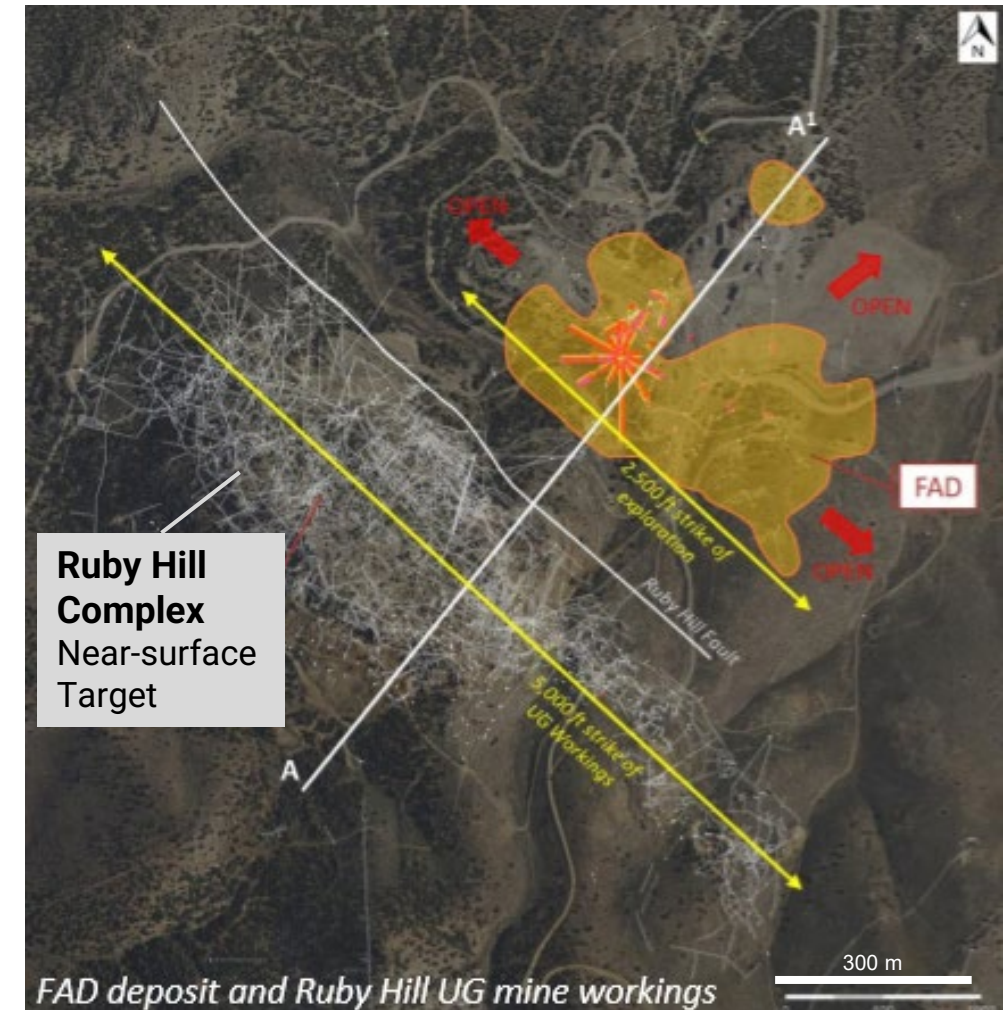 N
A¹
OPEN
OPEN
FAD
2,500 ft strike of
exploration
OPEN
Ruby Hill
Complex
Near-surface
Target
Ruby Hill Fault
5,000 ft strike of
UG Workings
A
300 m
FAD deposit and Ruby Hill UG mine workings